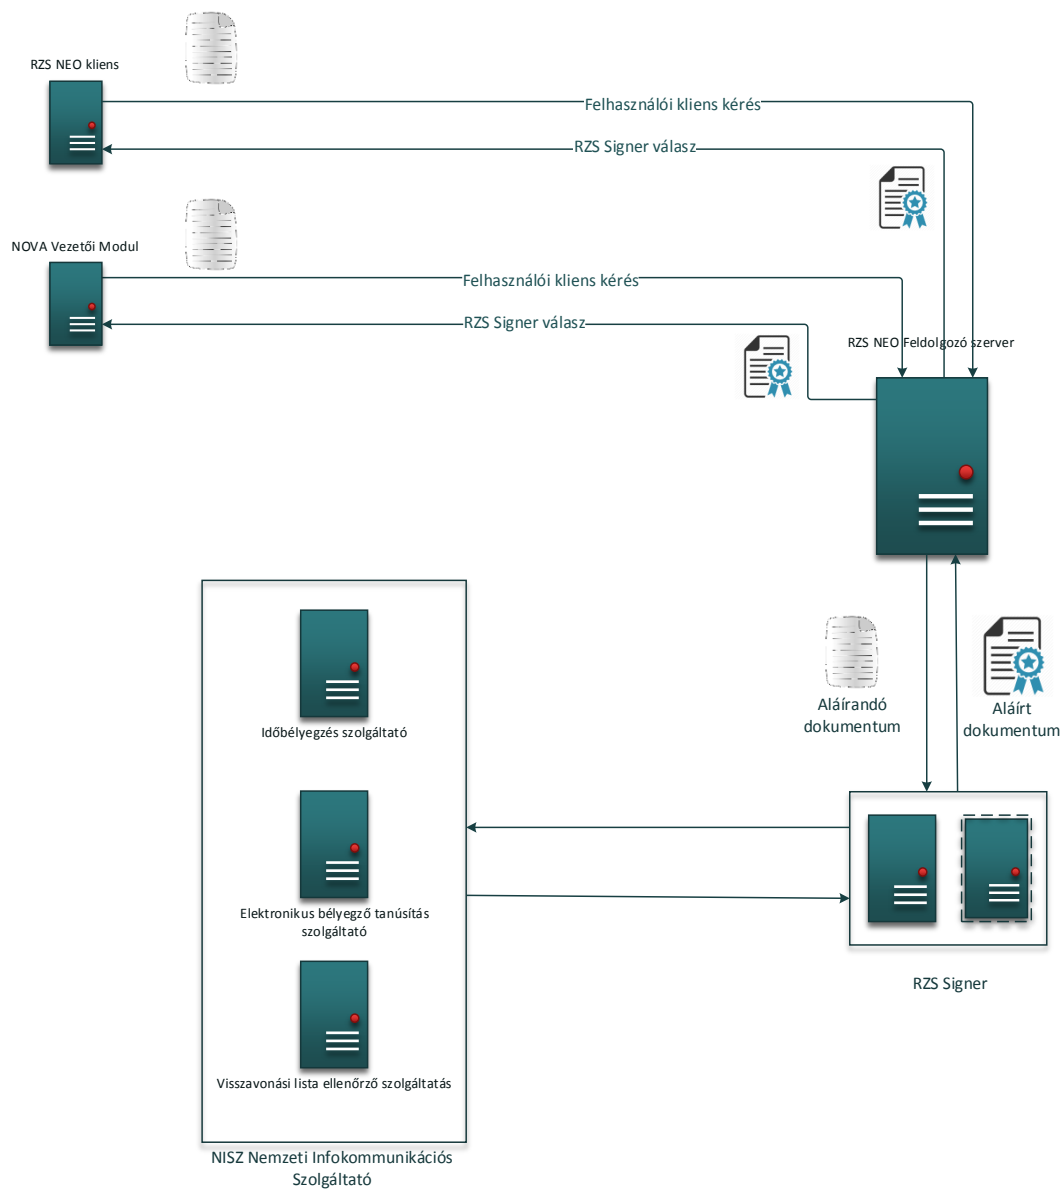 RZS NEO kliens
Felhasználói kliens kérés
RZS Signer válasz
NOVA Vezetői Modul
Felhasználói kliens kérés
RZS Signer válasz
RZS NEO Feldolgozó szerver
Aláírandó
dokumentum
Aláírt
dokumentum
Időbélyegzés szolgáltató
Elektronikus bélyegző tanúsítás
szolgáltató
RZS Signer
Visszavonási lista ellenőrző szolgáltatás
NISZ Nemzeti Infokommunikációs
Szolgáltató